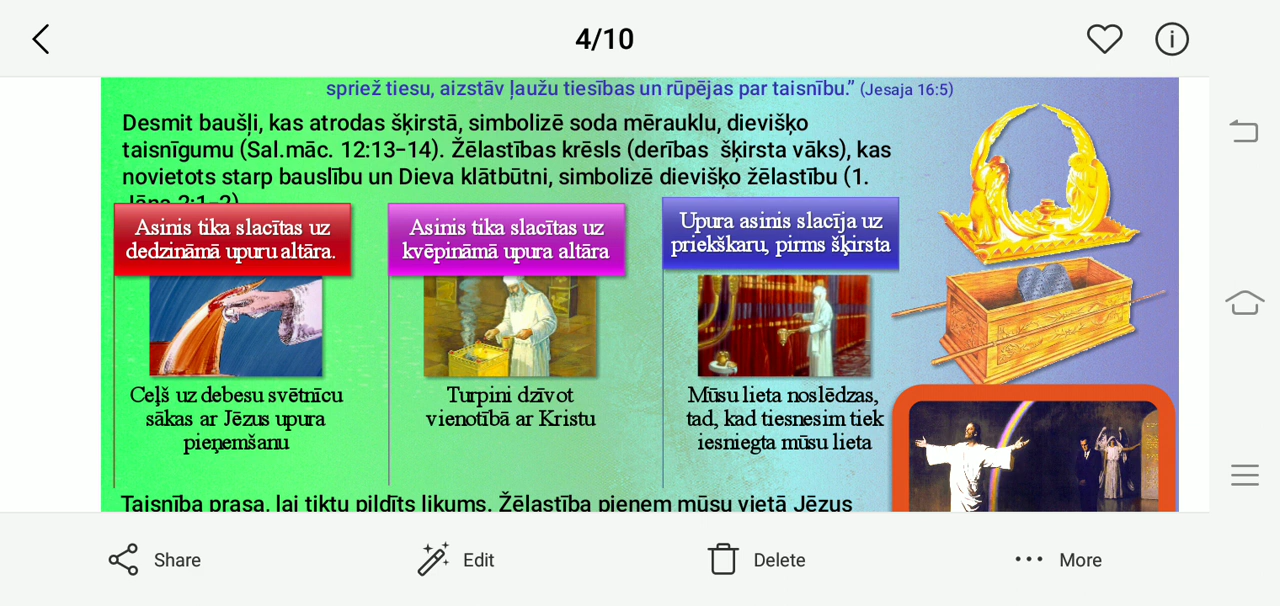 4/10
spriež tiesu, aizstāv ļaužu tiesības un rūpējas par taisnību.” (Jesaja 16:5)
Desmit baušļi, kas atrodas šķirstā, simbolizē soda mērauklu, dievišķo
taisnīgumu (Sal.māc. 12:13–14). Žēlastības krēsls (derības šķirsta vāks), kas
novietots starp bauslību un Dieva klātbūtni, simbolizē dievišķo žēlastību (1.
Jāņa 2:1–2)
Asinis tika slacītas uz
dedzināmā upuru altāra.
Asinis tika slacītas uz
kvēpināmā upura altāra
Upura asinis slacīja uz
priekškaru, pirms šķirsta
Ceļš uz debesu svētnīcu
sākas ar Jēzus upura
pieņemšanu
Turpini dzīvot
vienotībā ar Kristu
Mūsu lieta noslēdzas,
tad, kad tiesnesim tiek
iesniegta mūsu lieta
Taisnība prasa, lai tiktu pildīts likums. Žēlastība pieņem mūsu vietā Jēzus
Share
Edit
Delete
More